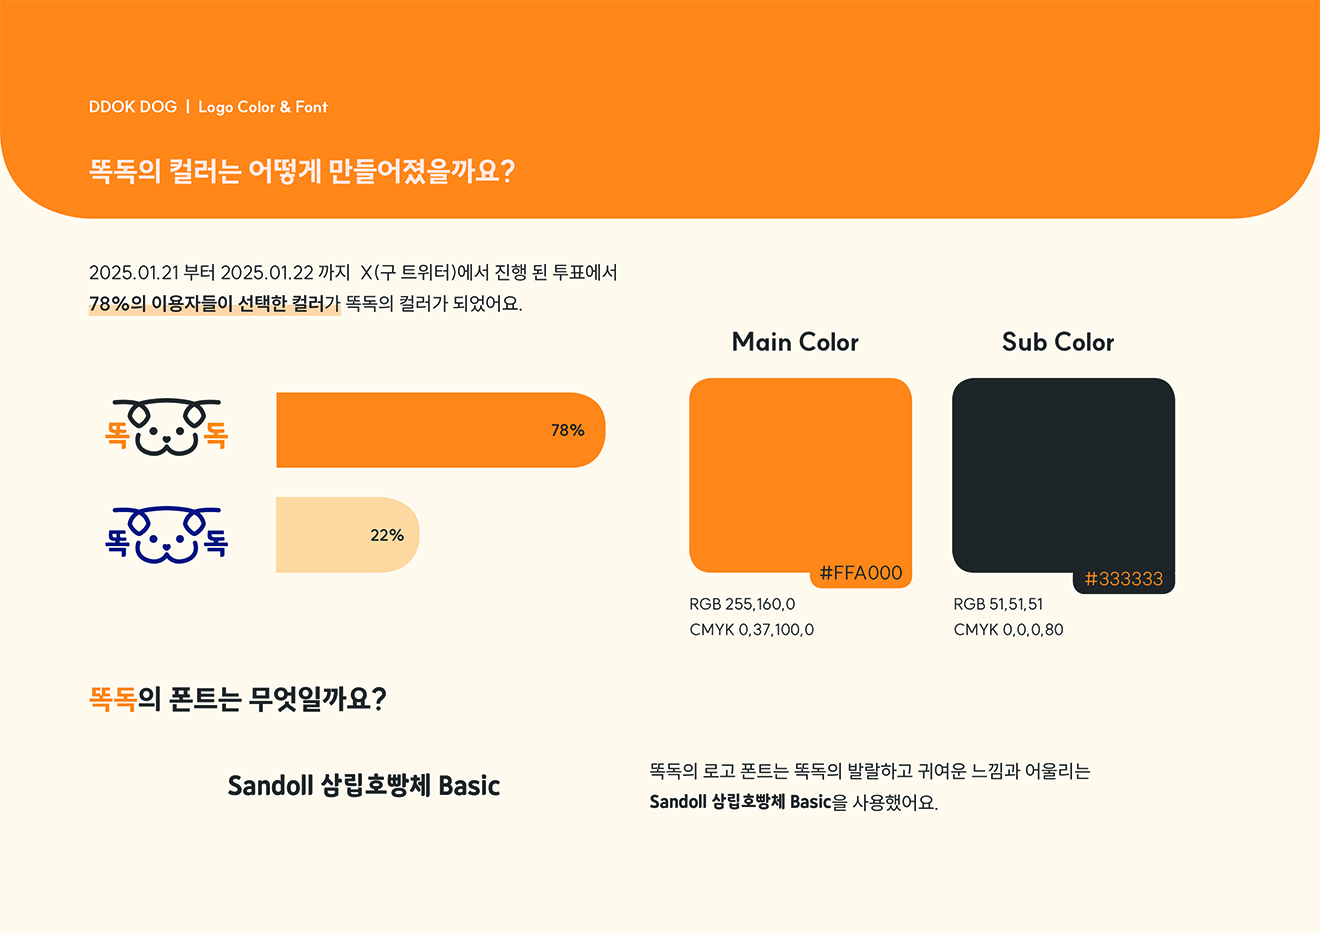 DDOK DOG | Logo Color & Font
똑독의 컬러는 어떻게 만들어졌을까요?
2025.01.21 부터 2025.01.22 까지 X(구 트위터)에서 진행 된 투표에서
78%의 이용자들이 선택한 컬러가 똑독의 컬러가 되었어요.
똑 독
78%
똑 독
22%
Main Color
Sub Color
#FFA000
#333333
RGB 255,160,0
RGB 51,51,51
CMYK 0,37,100,0
CMYK 0,0,0,80
똑독의 폰트는 무엇일까요?
Sandoll 삼립호빵체 Basic
똑독의 로고 폰트는 똑독의 발랄하고 귀여운 느낌과 어울리는
Sandoll 삼립호빵체 Basic을 사용했어요.